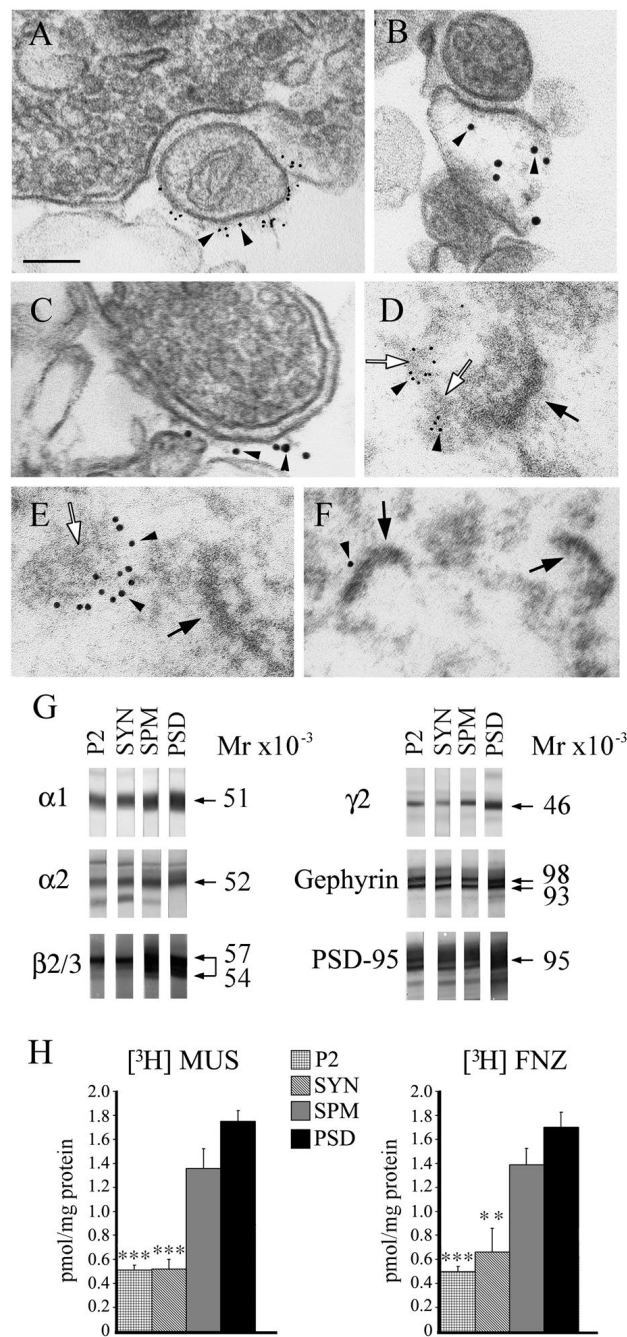 A
B
C
D
E
F
G
P2 SYN SPM PSD Mr x10-3
α1 51
α2 52
β2/3 57 54
P2 SYN SPM PSD Mr x10-3
γ2 46
Gephyrin 98 93
PSD-95 95
H
[3H] MUS
pmol/mg protein
2.0
1.8
1.6
1.4
1.2
1.0
0.8
0.6
0.4
0.2
0
*** ***
P2
SYN
SPM
PSD
[3H] FNZ
pmol/mg protein
2.0
1.8
1.6
1.4
1.2
1.0
0.8
0.6
0.4
0.2
0
*** **